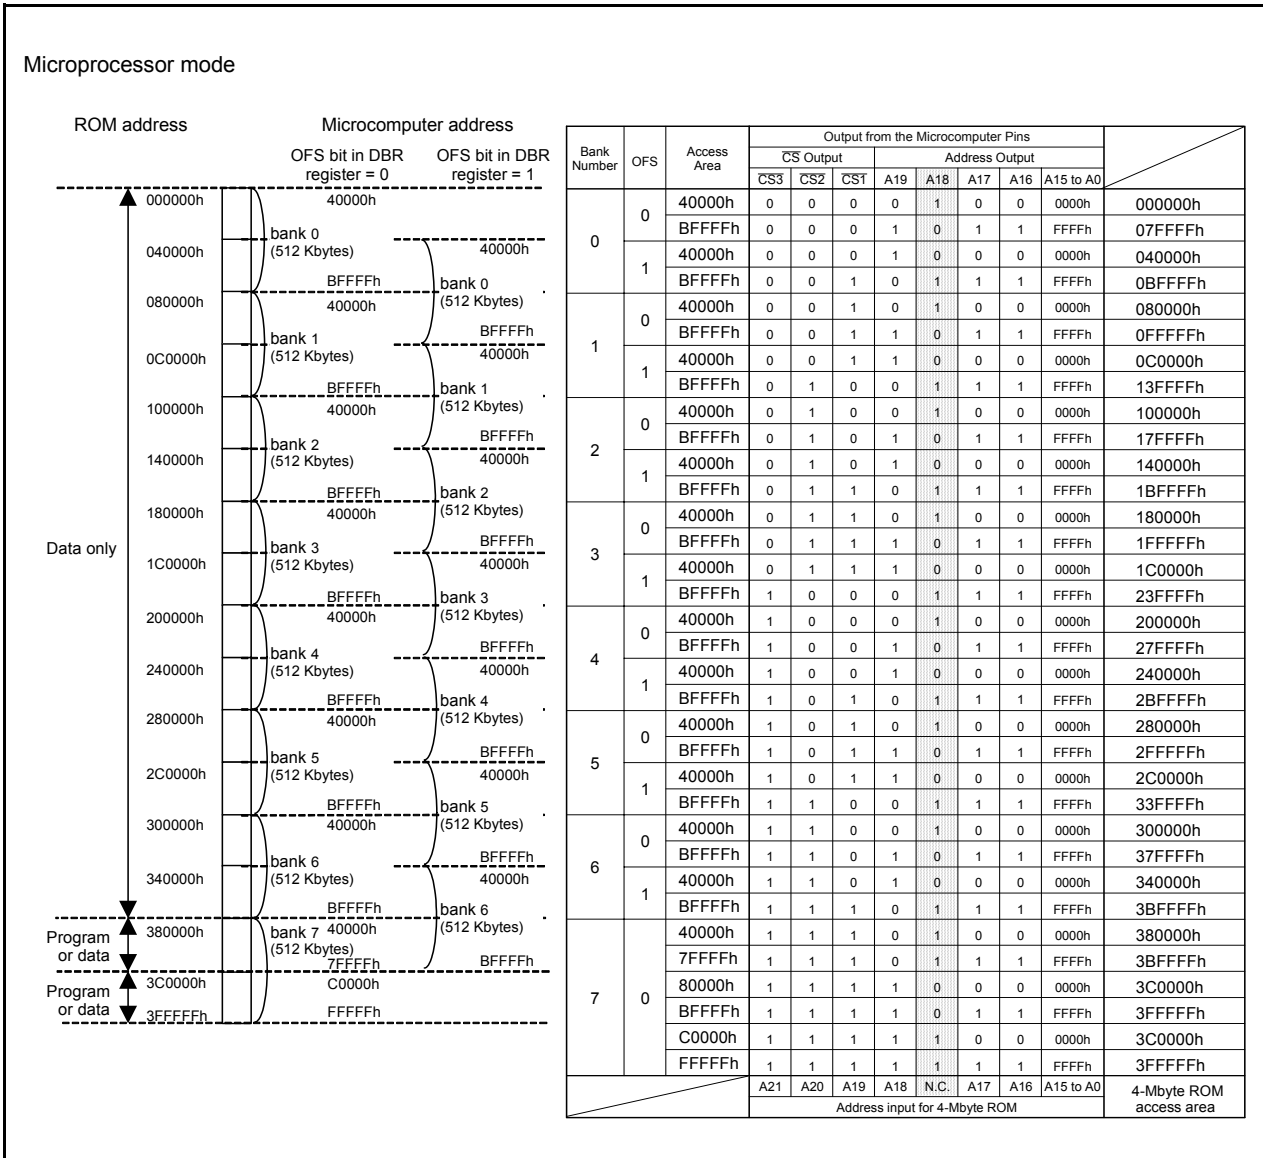 Microprocessor mode
ROM address Microcomputer address
OFS bit in DBR register = 0
OFS bit in DBR register = 1
000000h 40000h
bank 0
(512 Kbytes)
040000h 40000h
BFFFFh bank 0
080000h 40000h (512 Kbytes)
bank 1 BFFFFh
0C0000h (512 Kbytes) 40000h
BFFFFh bank 1
100000h 40000h (512 Kbytes)
bank 2 BFFFFh
140000h (512 Kbytes) 40000h
BFFFFh bank 2
180000h 40000h (512 Kbytes)
Data only bank 3 BFFFFh
1C0000h (512 Kbytes) 40000h
BFFFFh bank 3
200000h 40000h (512 Kbytes)
bank 4 BFFFFh
240000h (512 Kbytes) 40000h
BFFFFh bank 4
280000h 40000h (512 Kbytes)
bank 5 BFFFFh
2C0000h (512 Kbytes) 40000h
BFFFFh bank 5
300000h 40000h (512 Kbytes)
bank 6 BFFFFh
340000h (512 Kbytes) 40000h
BFFFFh bank 6
Program or data 380000h bank 7 40000h (512 Kbytes)
(512 Kbytes) 7FFFFh BFFFFh
Program or data 3C0000h C0000h
3FFFFFh FFFFFh
Bank Number OFS Access Area Output from the Microcomputer Pins
CS Output Address Output
CS3 CS2 CS1 A19 A18 A17 A16 A15 to A0
0 0 40000h 0 0 0 0 1 0 0 0000h 000000h
BFFFFh 0 0 0 1 0 1 1 FFFFh 07FFFFh
1 40000h 0 0 0 1 0 0 0 0000h 040000h
BFFFFh 0 0 1 0 1 1 1 FFFFh 0BFFFFh
1 0 40000h 0 0 1 0 1 0 0 0000h 080000h
BFFFFh 0 0 1 1 0 1 1 FFFFh 0FFFFFh
1 40000h 0 0 1 1 0 0 0 0000h 0C0000h
BFFFFh 0 1 0 0 1 1 1 FFFFh 13FFFFh
2 0 40000h 0 1 0 0 1 0 0 0000h 100000h
BFFFFh 0 1 0 1 0 1 1 FFFFh 17FFFFh
1 40000h 0 1 0 1 0 0 0 0000h 140000h
BFFFFh 0 1 1 0 1 1 1 FFFFh 1BFFFFh
3 0 40000h 0 1 1 0 1 0 0 0000h 180000h
BFFFFh 0 1 1 1 0 1 1 FFFFh 1FFFFFh
1 40000h 0 1 1 1 0 0 0 0000h 1C0000h
BFFFFh 1 0 0 0 1 1 1 FFFFh 23FFFFh
4 0 40000h 1 0 0 0 1 0 0 0000h 200000h
BFFFFh 1 0 0 1 0 1 1 FFFFh 27FFFFh
1 40000h 1 0 0 1 0 0 0 0000h 240000h
BFFFFh 1 0 1 0 1 1 1 FFFFh 2BFFFFh
5 0 40000h 1 0 1 0 1 0 0 0000h 280000h
BFFFFh 1 0 1 1 0 1 1 FFFFh 2FFFFFh
1 40000h 1 0 1 1 0 0 0 0000h 2C0000h
BFFFFh 1 1 0 0 1 1 1 FFFFh 33FFFFh
6 0 40000h 1 1 0 0 1 0 0 0000h 300000h
BFFFFh 1 1 0 1 0 1 1 FFFFh 37FFFFh
1 40000h 1 1 0 1 0 0 0 0000h 340000h
BFFFFh 1 1 1 0 1 1 1 FFFFh 3BFFFFh
7 0 40000h 1 1 1 0 1 0 0 0000h 380000h
7FFFFh 1 1 1 0 1 1 1 FFFFh 3BFFFFh
80000h 1 1 1 1 0 0 0 0000h 3C0000h
BFFFFh 1 1 1 1 0 1 1 FFFFh 3FFFFFh
C0000h 1 1 1 1 1 0 0 0000h 3C0000h
FFFFFh 1 1 1 1 1 1 1 FFFFh 3FFFFFh
A21 A20 A19 A18 N.C. A17 A16 A15 to A0 4-Mbyte ROM access area
Address input for 4-Mbyte ROM